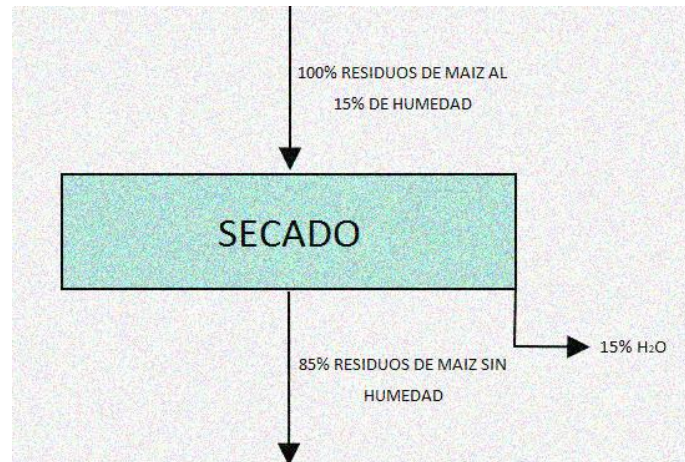 100% RESIDUOS DE MAIZ AL
15% DE HUMEDAD
SECADO
15% H₂O
85% RESIDUOS DE MAIZ SIN
HUMEDAD